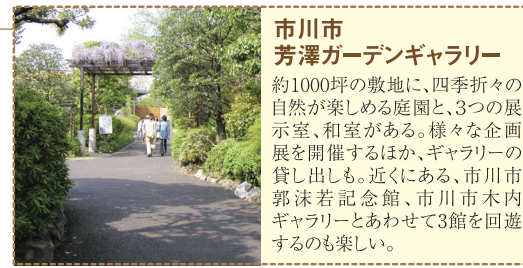 市川市
芳澤ガーデンギャラリー
約1000坪の敷地に、四季折々の
自然が楽しめる庭園と、3つの展
示室、和室がある。様々な企画
展を開催するほか、ギャラリーの
貸し出しも。近くにある、市川市
郭沫若記念館、市川市木内
ギャラリーとあわせて3館を回遊
するのも楽しい。